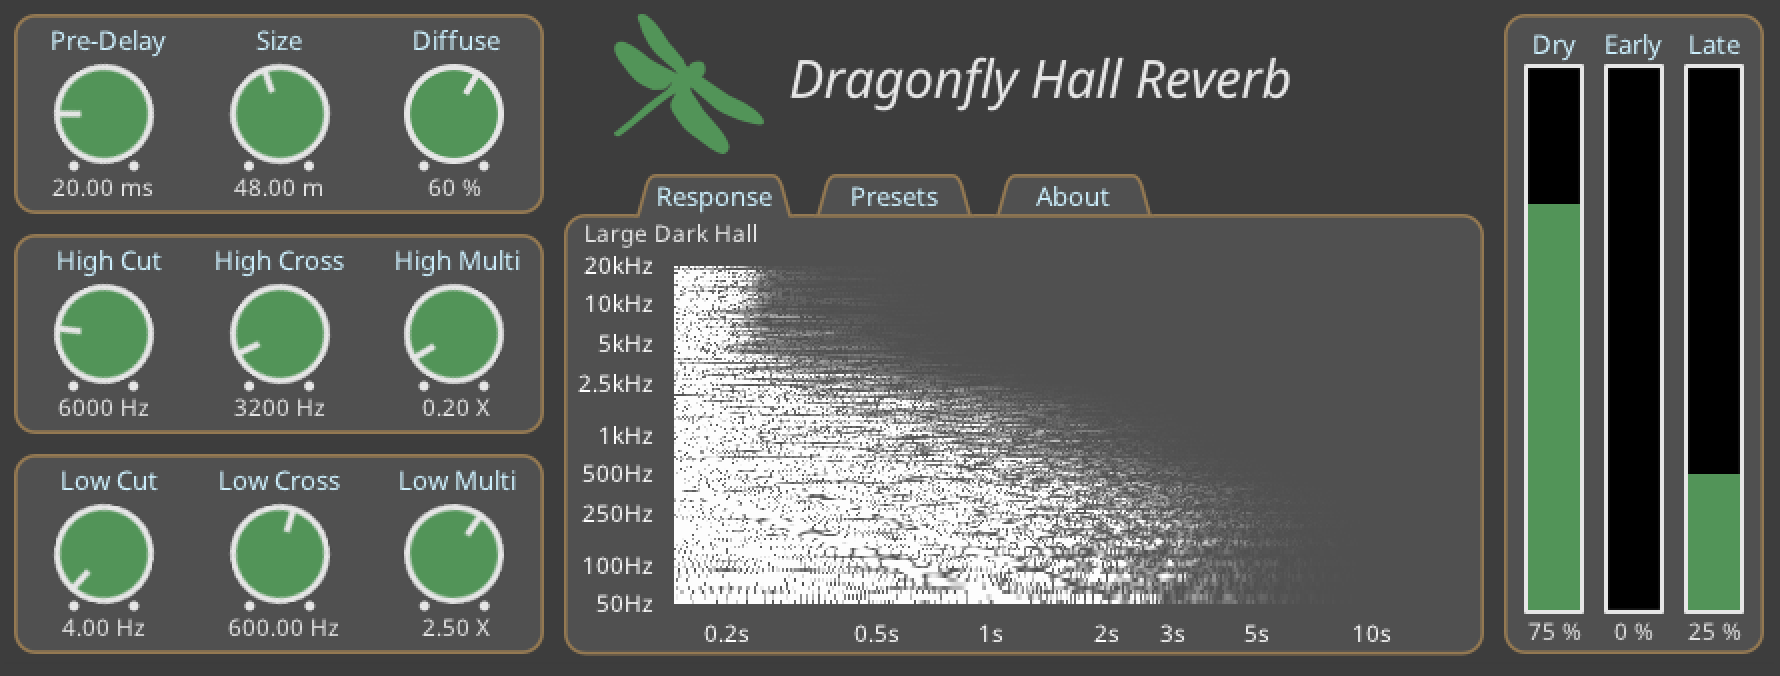 Pre-Delay Size Diffuse
20.00 ms 48.00 m 60 %
High Cut High Cross High Multi
6000 Hz 3200 Hz 0.20 X
Low Cut Low Cross Low Multi
4.00 Hz 600.00 Hz 2.50 X
Dragonfly Hall Reverb
Response Presets About
Large Dark Hall
20kHz
10kHz
5kHz
2.5kHz
1kHz
500Hz
250Hz
100Hz
50Hz
0.2s 0.5s 1s 2s 3s 5s 10s
Dry Early Late
75 % 0 % 25 %